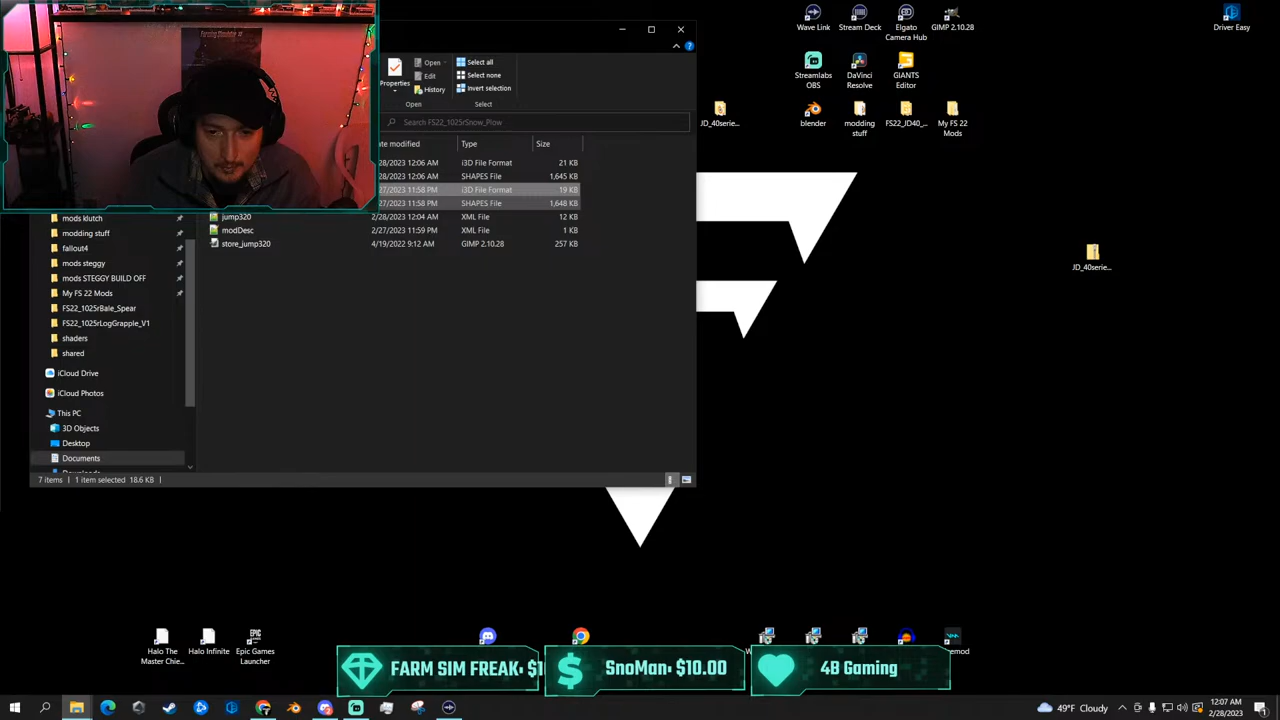 Farming Simulator
Properties
Open
Edit
History
Open
Select all
Select none
Invert selection
Select
Search FS22_1025rSnow_Plow
ate modified
Type
Size
28/2023 12:06 AM
i3D File Format
21 KB
28/2023 12:06 AM
SHAPES File
1,645 KB
27/2023 11:58 PM
i3D File Format
19 KB
27/2023 11:58 PM
SHAPES File
1,648 KB
jump320
2/28/2023 12:04 AM
XML File
12 KB
modDesc
2/27/2023 11:59 PM
XML File
1 KB
store_jump320
4/19/2022 9:12 AM
GIMP 2.10.28
257 KB
mods klutch
modding stuff
fallout4
mods steggy
mods STEGGY BUILD OFF
My FS 22 Mods
FS22_1025rBale_Spear
FS22_1025rLogGrapple_V1
shaders
shared
iCloud Drive
iCloud Photos
This PC
3D Objects
Desktop
Documents
7 items
1 item selected 18.6 KB
Wave Link
Stream Deck
Elgato
Camera Hub
GIMP 2.10.28
Driver Easy
Streamlabs
OBS
DaVinci
Resolve
GIANTS
Editor
JD_40serie...
blender
modding
stuff
FS22_JD40_...
My FS 22
Mods
JD_40serie...
Halo The
Master Chie...
Halo Infinite
EPIC
GAMES
Epic Games
Launcher
FARM SIM FREAK: $1
SnaMan: $10.00
4B Gaming
49°F Cloudy
12:07 AM
2/28/2023